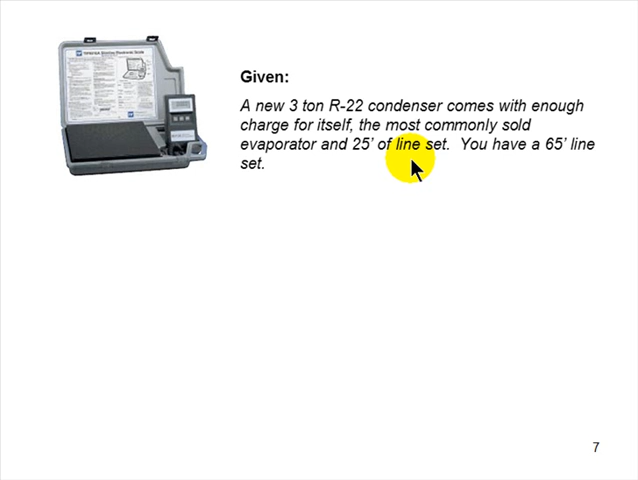 Given:
A new 3 ton R-22 condenser comes with enough
charge for itself, the most commonly sold
evaporator and 25' of line set.  You have a 65' line
set.
7